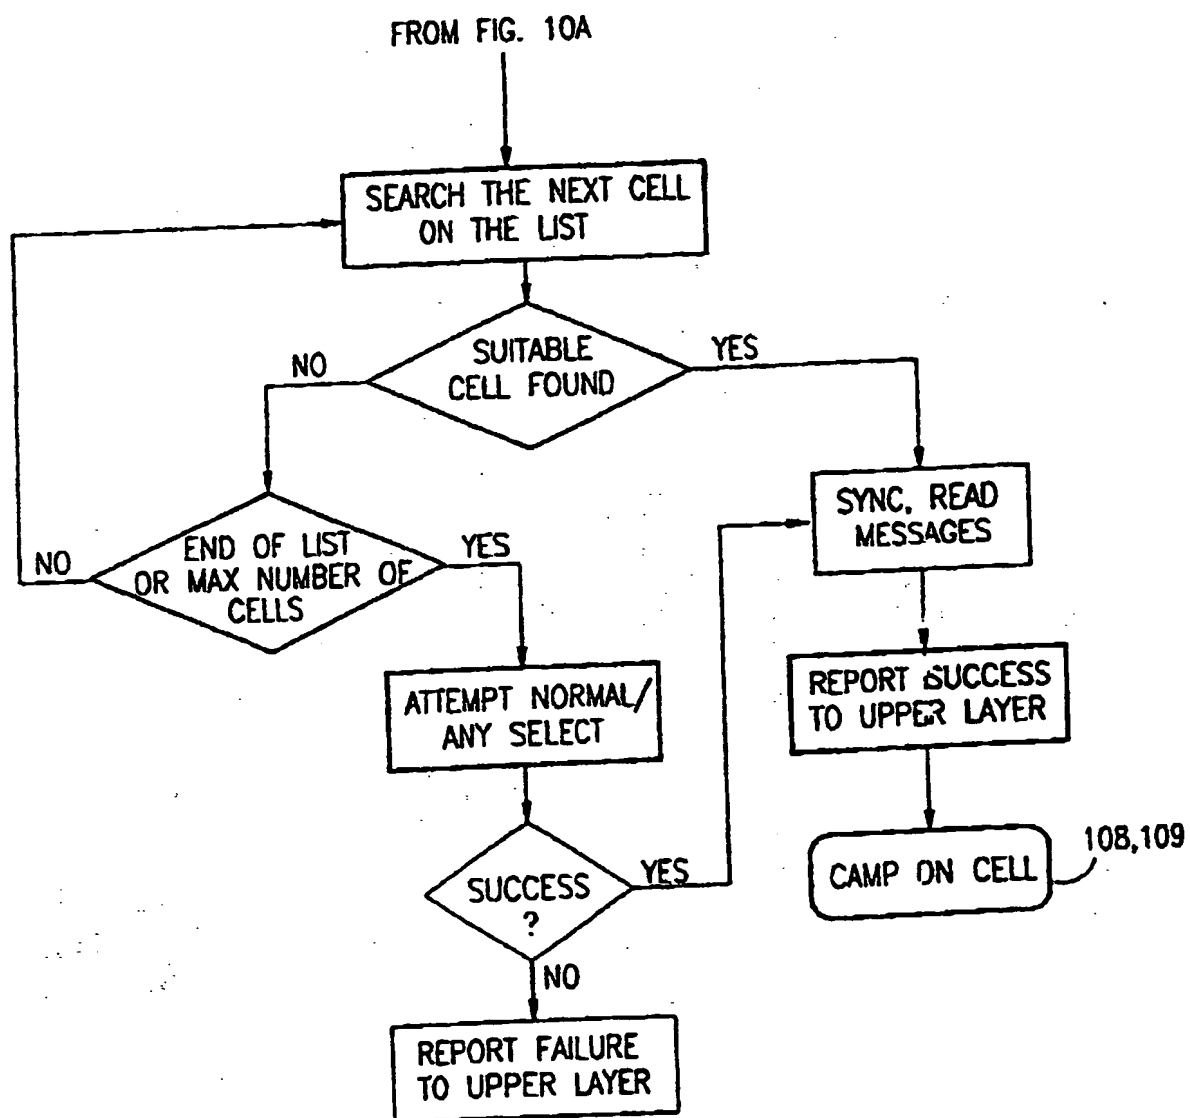 FROM FIG. 10A
SEARCH THE NEXT CELL
ON THE LIST
NO
SUITABLE
CELL FOUND
YES
NO
END OF LIST
OR MAX NUMBER OF
CELLS
YES
SYNC, READ
MESSAGES
ATTEMPT NORMAL/
ANY SELECT
REPORT SUCCESS
TO UPPER LAYER
SUCCESS
?
YES
CAMP ON CELL
108,109
NO
REPORT FAILURE
TO UPPER LAYER